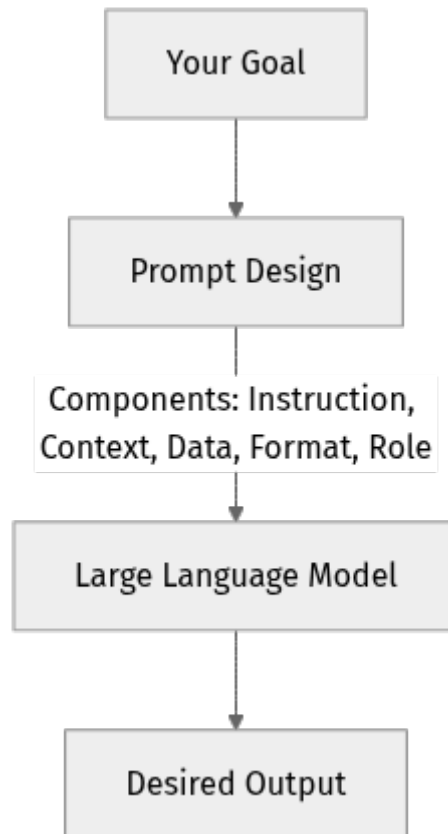 Your Goal
Prompt Design
Components: Instruction,
Context, Data, Format, Role
Large Language Model
Desired Output